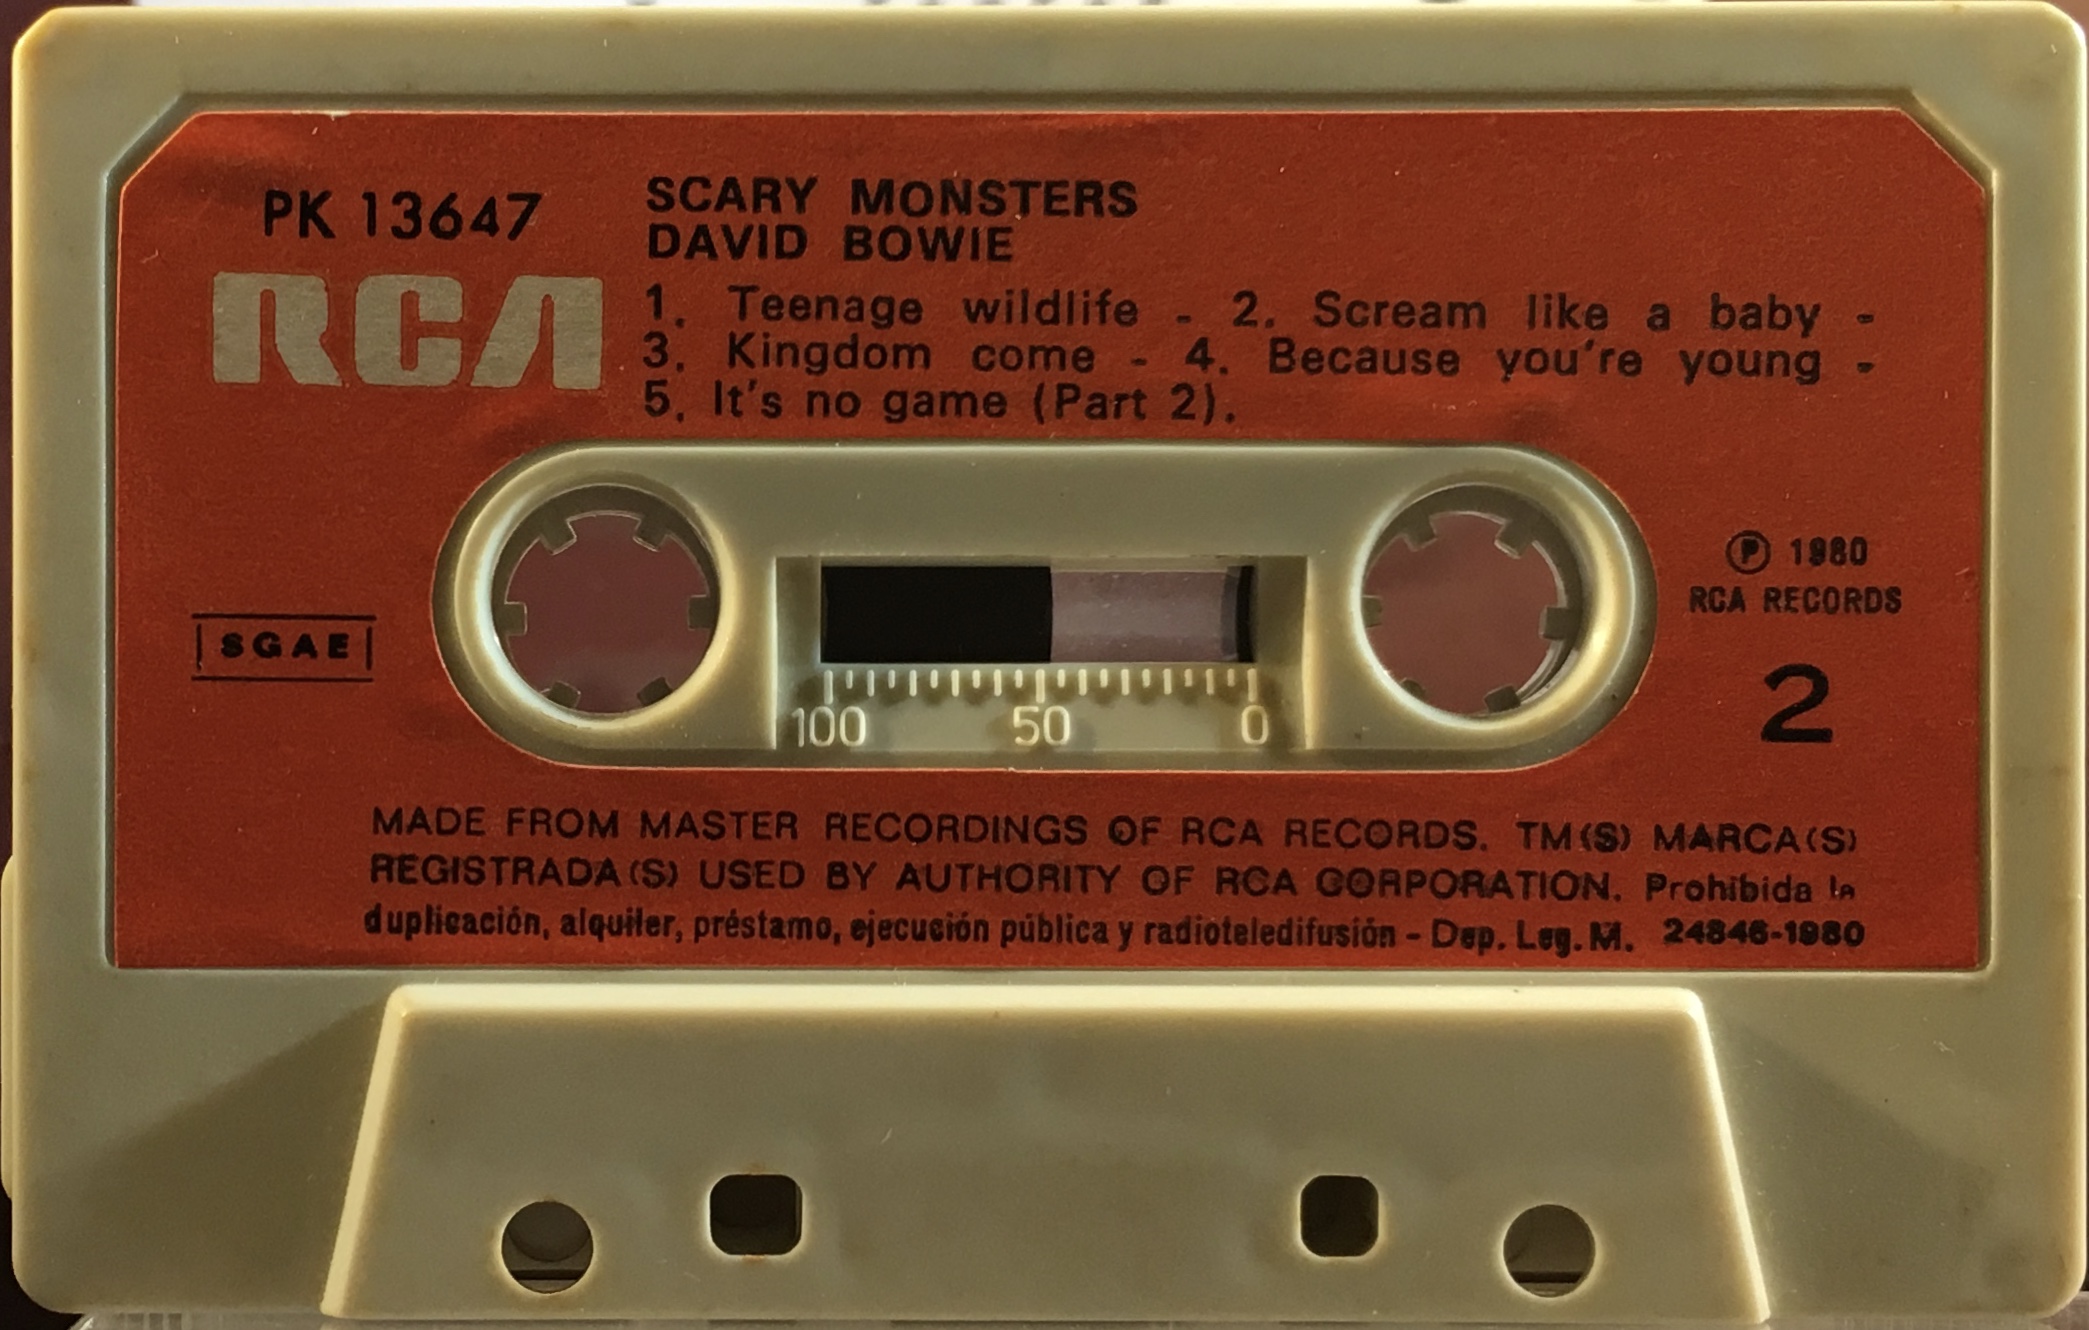 PK 13647
RCA
SCARY MONSTERS
DAVID BOWIE
1. Teenage wildlife - 2. Scream like a baby -
3. Kingdom come - 4. Because you're young -
5. It's no game (Part 2).
SGAE
Ⓟ 1980
RCA RECORDS
2
100 50 0
MADE FROM MASTER RECORDINGS OF RCA RECORDS. TM(S) MARCA(S)
REGISTRADA(S) USED BY AUTHORITY OF RCA CORPORATION. Prohibida la
duplicación, alquiler, préstamo, ejecución pública y radioteledifusión - Dep. Leg. M. 24846-1980